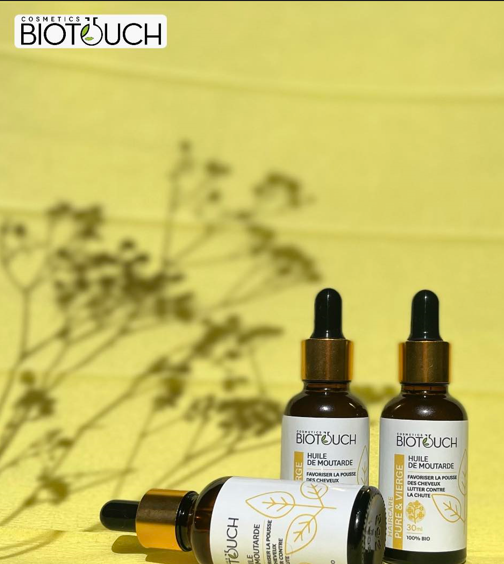 COSMETICS
BIOTOUCH
COSMETICS
BIOTOUCH
HUILE
DE MOUTARDE
FAVORISER LA POUSSE
DES CHEVEUX
COSMETICS
BIOTOUCH
HUILE
DE MOUTARDE
FAVORISER LA POUSSE
DES CHEVEUX
LUTTER CONTRE
LA CHUTE
PURE & VIERGE
30ML
100% BIO
HUILE
DE MOUTARDE